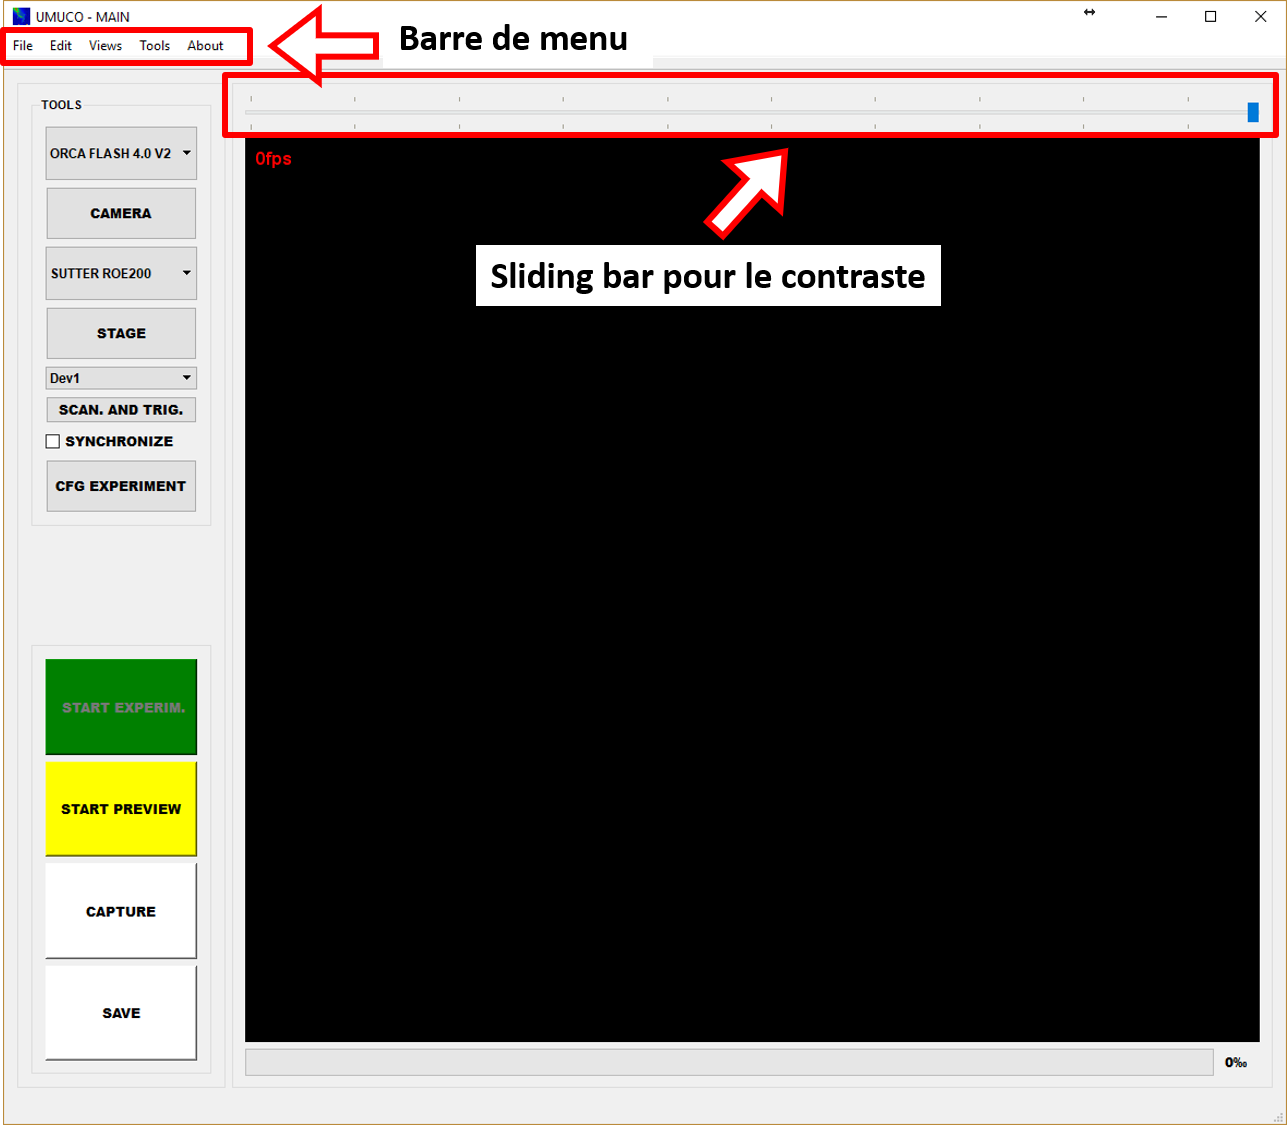 UMUCO - MAIN
File Edit Views Tools About
Barre de menu
TOOLS
ORCA FLASH 4.0 V2
CAMERA
SUTTER ROE200
STAGE
Dev1
SCAN. AND TRIG.
SYNCHRONIZE
CFG EXPERIMENT
START EXPERIM.
START PREVIEW
CAPTURE
SAVE
0fps
Sliding bar pour le contraste
0‰